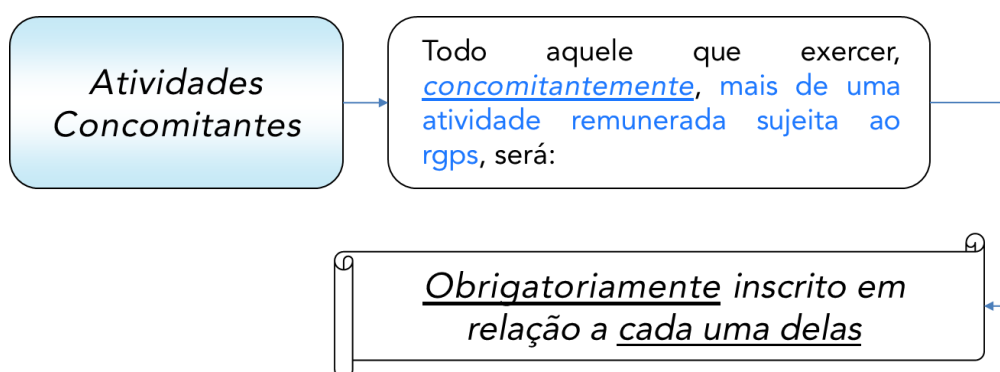 Atividades
Concomitantes
Todo aquele que exercer,
concomitantemente, mais de uma
atividade remunerada sujeita ao
rgps, será:
Obrigatoriamente inscrito em
relação a cada uma delas